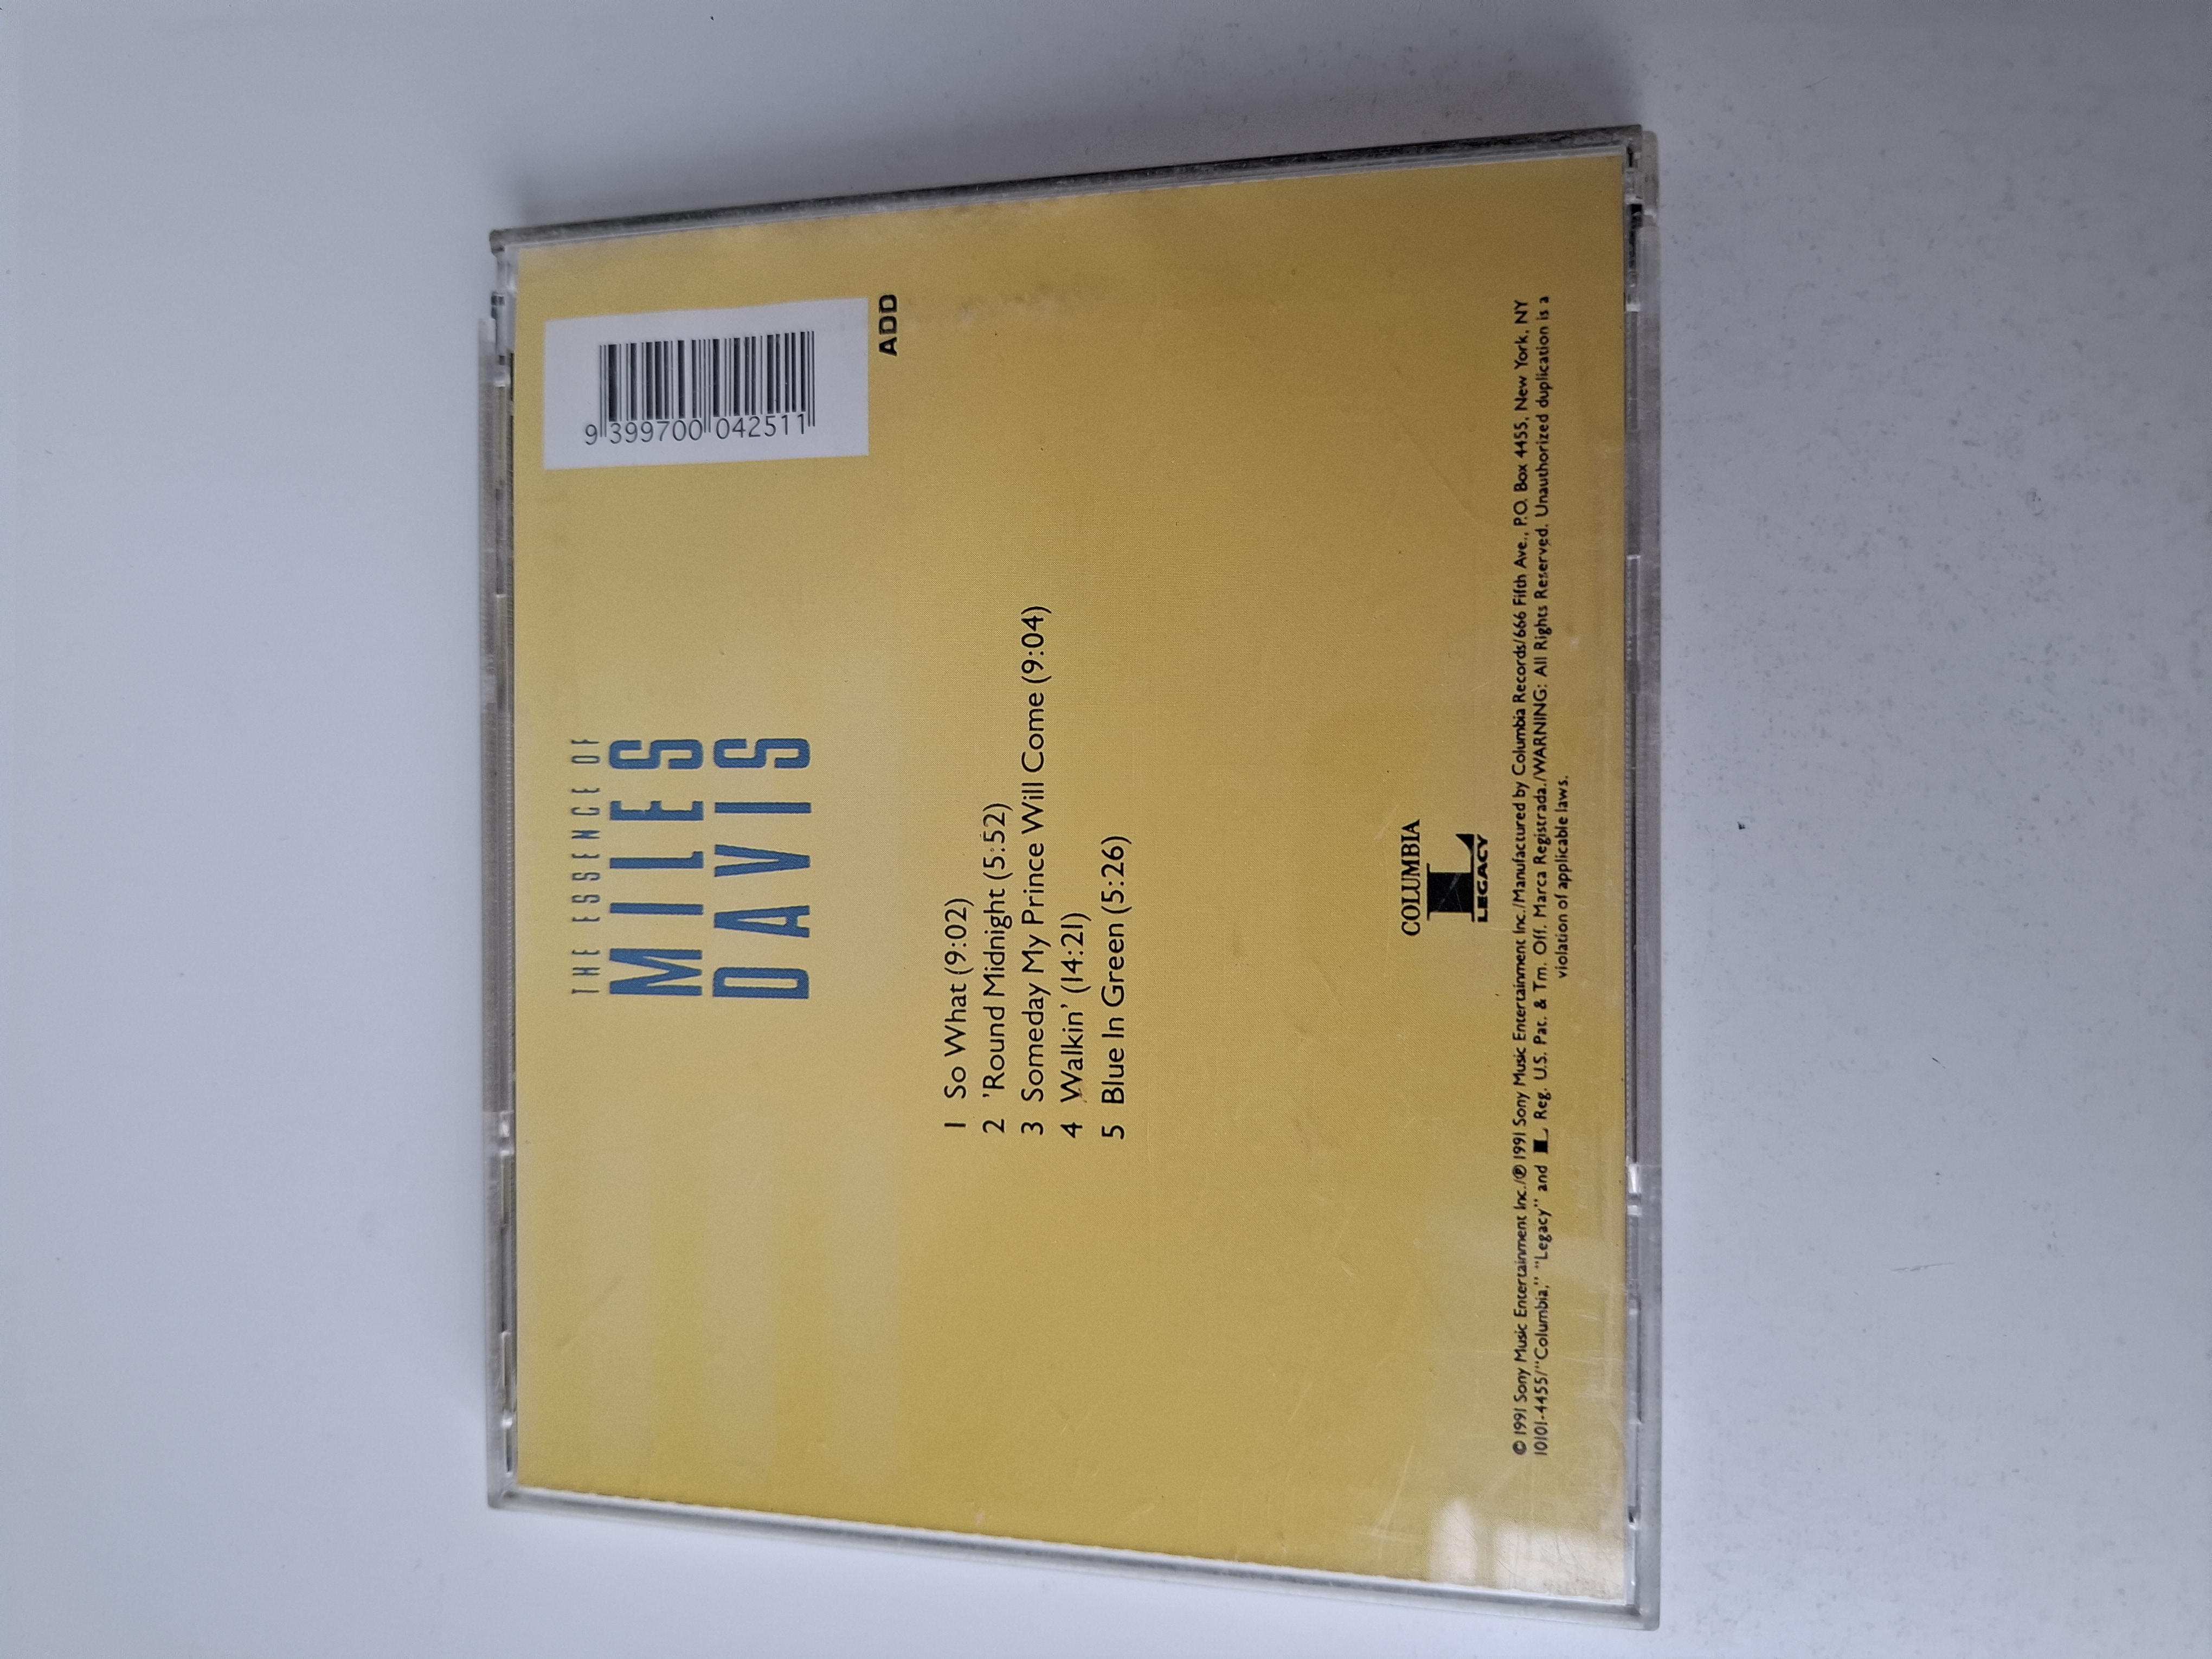 THE ESSENCE OF
MILES
DAVIS
9 399700 042511
ADD
1 So What (9:02)
2 'Round Midnight (5:52)
3 Someday My Prince Will Come (9:04)
4 Walkin' (14:21)
5 Blue In Green (5:26)
COLUMBIA
L
LEGACY
© 1991 Sony Music Entertainment Inc./℗ 1991 Sony Music Entertainment Inc./Manufactured by Columbia Records/666 Fifth Ave., P.O. Box 4455, New York, NY
10101-4455/"Columbia," "Legacy" and L Reg. U.S. Pat. & Tm. Off. Marca Registrada./WARNING: All Rights Reserved. Unauthorized duplication is a
violation of applicable laws.